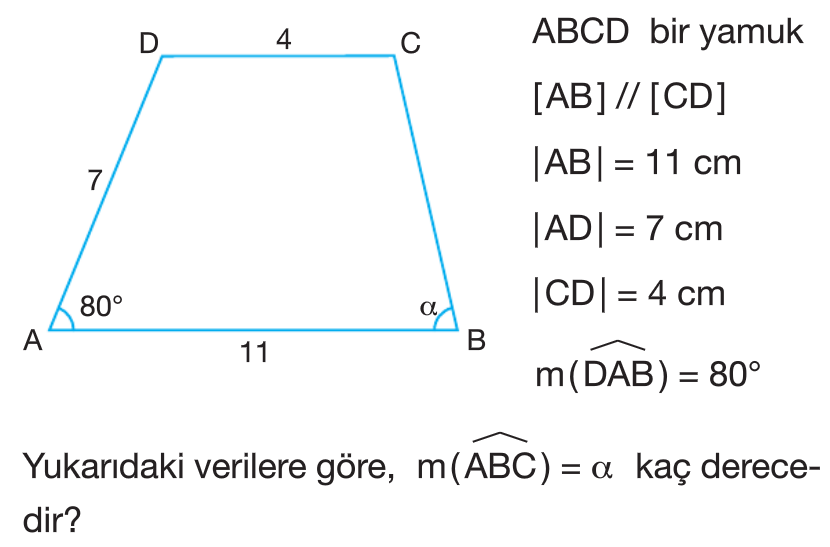 D 4 C
7
80° α
A 11 B
ABCD bir yamuk
[AB] // [CD]
|AB| = 11 cm
|AD| = 7 cm
|CD| = 4 cm
m(DAB) = 80°
Yukarıdaki verilere göre, m(ABC) = α kaç derece-
dir?